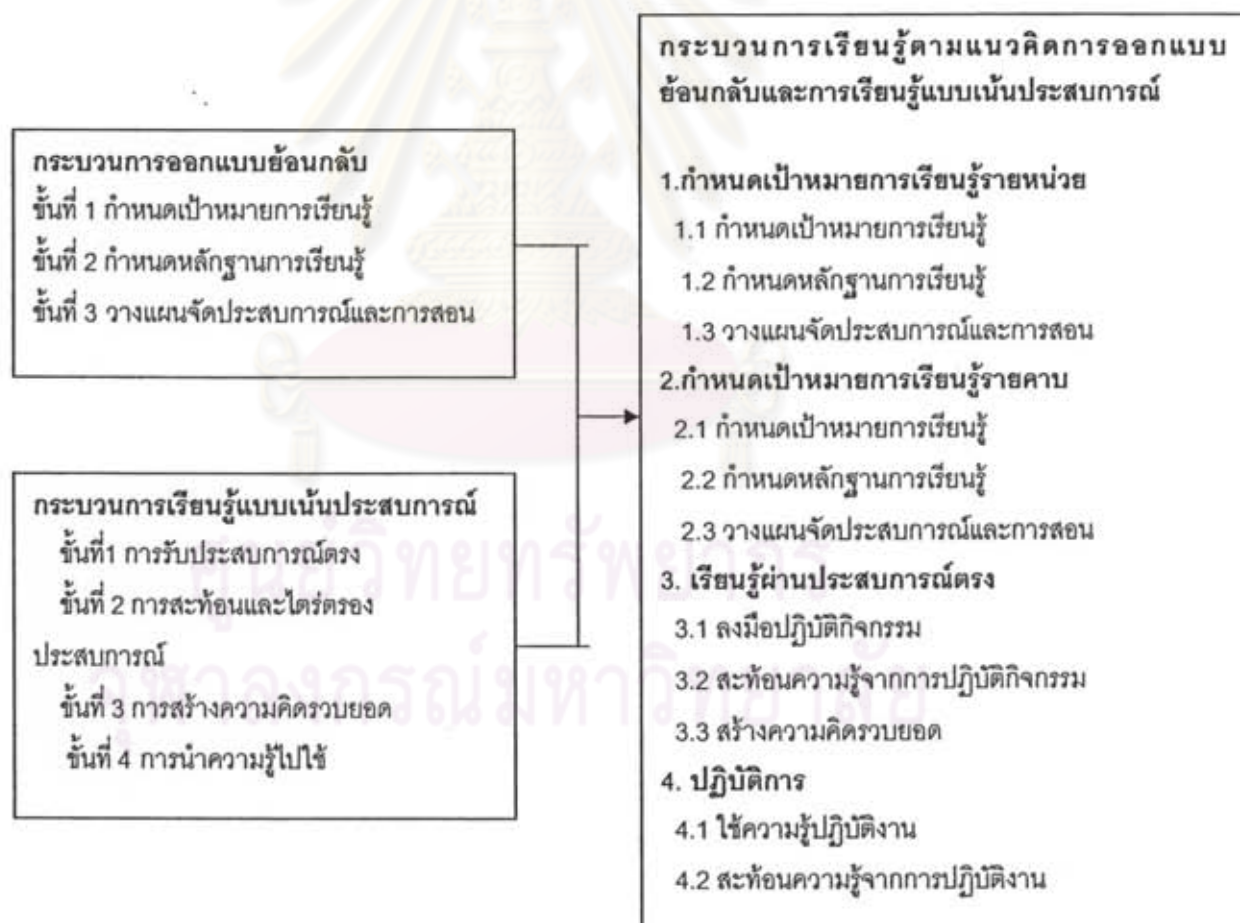 กระบวนการออกแบบย้อนกลับ
ขั้นที่ 1 กำหนดเป้าหมายการเรียนรู้
ขั้นที่ 2 กำหนดหลักฐานการเรียนรู้
ขั้นที่ 3 วางแผนจัดประสบการณ์และการสอน
กระบวนการเรียนรู้แบบเน้นประสบการณ์
ขั้นที่1 การรับประสบการณ์ตรง
ขั้นที่ 2 การสะท้อนและไตร่ตรอง
ประสบการณ์
ขั้นที่ 3 การสร้างความคิดรวบยอด
ขั้นที่ 4 การนำความรู้ไปใช้
กระบวนการเรียนรู้ตามแนวคิดการออกแบบ
ย้อนกลับและการเรียนรู้แบบเน้นประสบการณ์
1.กำหนดเป้าหมายการเรียนรู้รายหน่วย
1.1 กำหนดเป้าหมายการเรียนรู้
1.2 กำหนดหลักฐานการเรียนรู้
1.3 วางแผนจัดประสบการณ์และการสอน
2.กำหนดเป้าหมายการเรียนรู้รายคาบ
2.1 กำหนดเป้าหมายการเรียนรู้
2.2 กำหนดหลักฐานการเรียนรู้
2.3 วางแผนจัดประสบการณ์และการสอน
3. เรียนรู้ผ่านประสบการณ์ตรง
3.1 ลงมือปฏิบัติกิจกรรม
3.2 สะท้อนความรู้จากการปฏิบัติกิจกรรม
3.3 สร้างความคิดรวบยอด
4. ปฏิบัติการ
4.1 ใช้ความรู้ปฏิบัติงาน
4.2 สะท้อนความรู้จากการปฏิบัติงาน
ศูนย์วิทยทรัพยากร
จุฬาลงกรณ์มหาวิทยาลัย